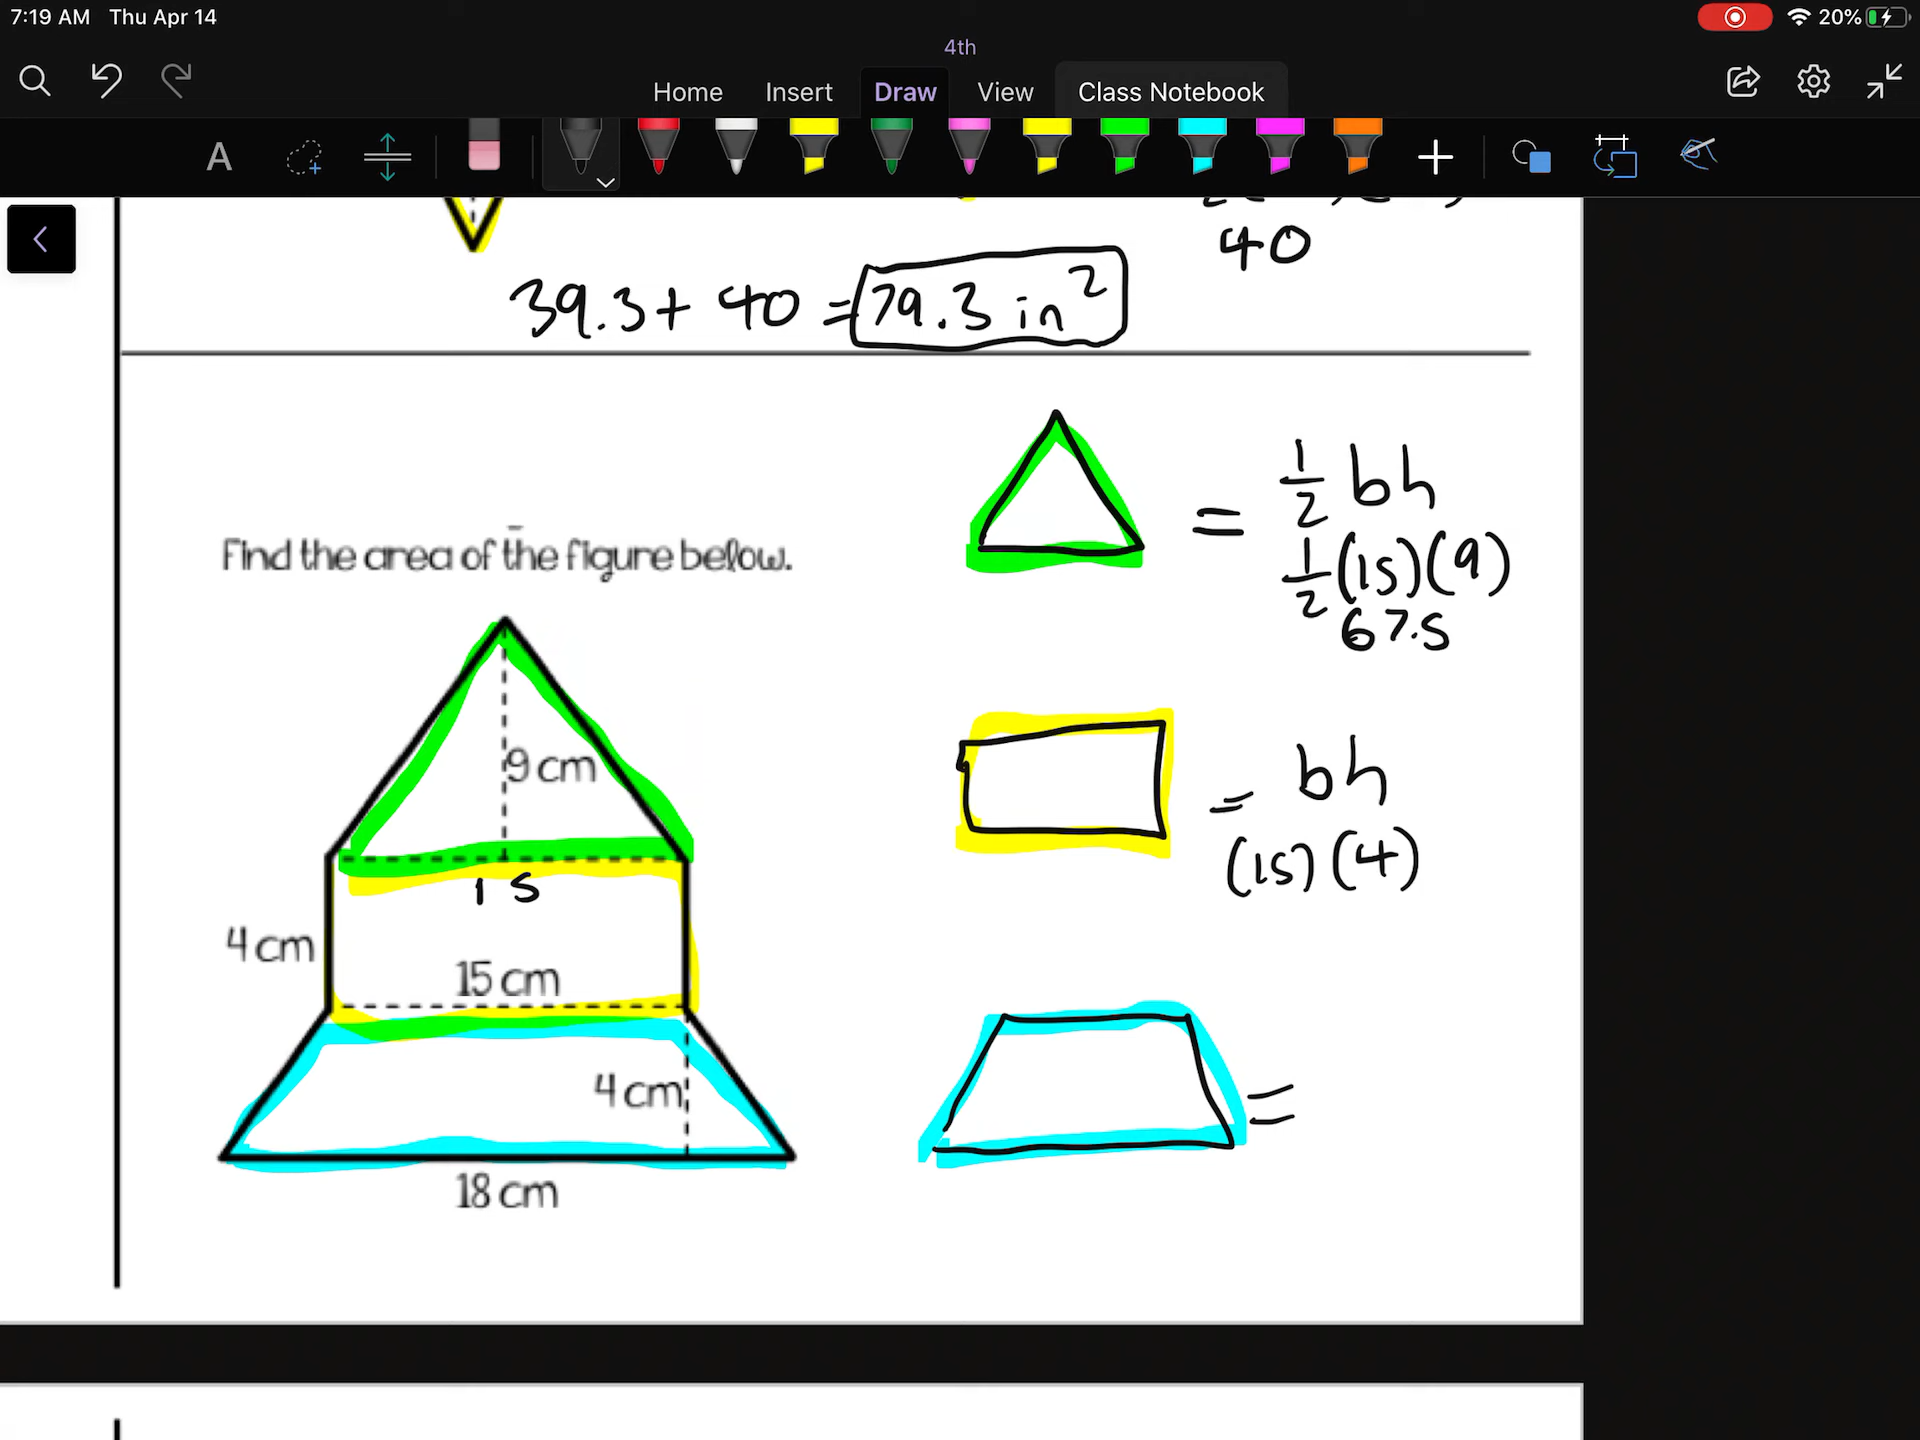 7:19 AM Thu Apr 14
20%
4th
Home Insert Draw View Class Notebook
A
40
39.3 + 40 = 79.3 in²
Find the area of the figure below.
9 cm
15
4 cm
15 cm
4 cm
18 cm
= 1/2 bh
1/2 (15)(9)
67.5
= bh
(15)(4)
=